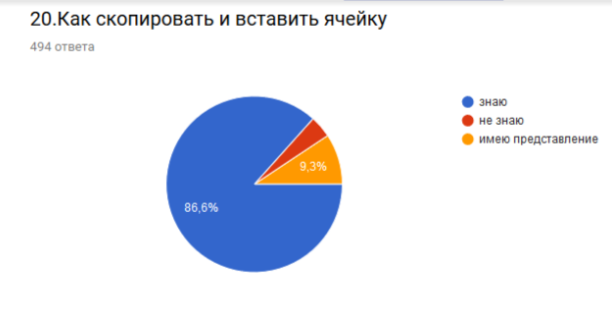 20.Как скопировать и вставить ячейку
494 ответа
знаю
не знаю
имею представление
9,3%
86,6%